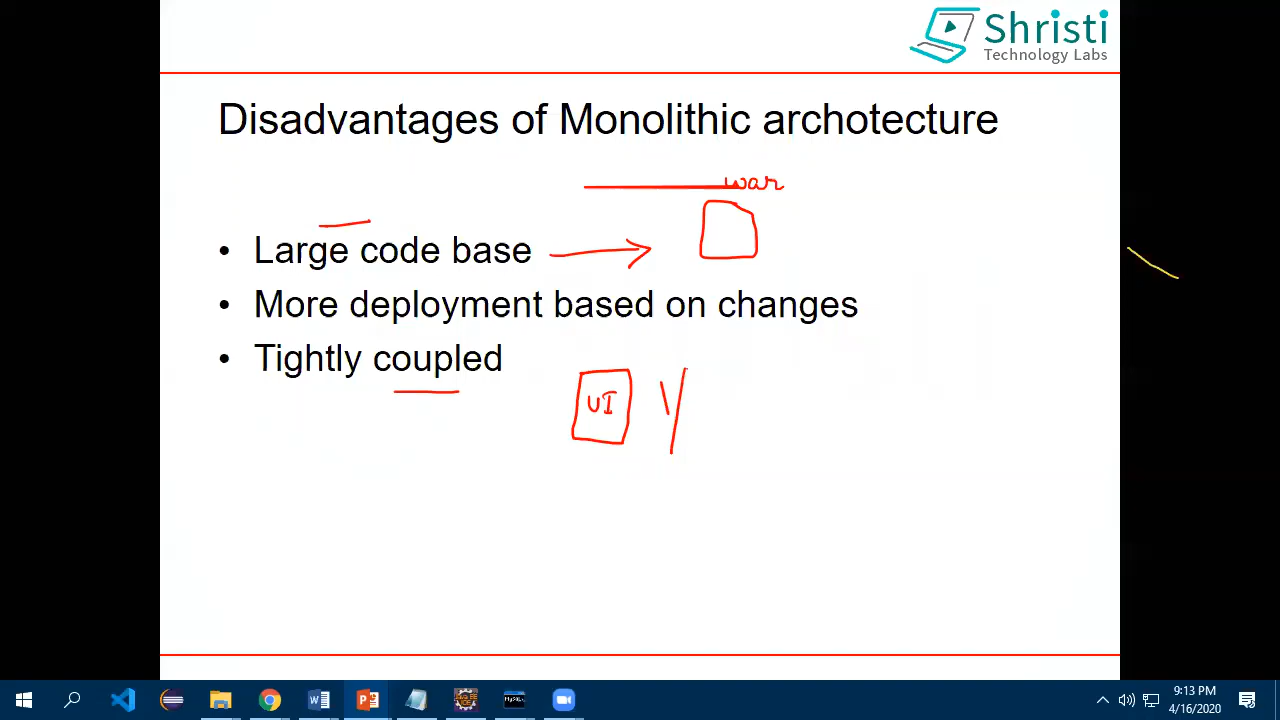 Shristi
Technology Labs
Disadvantages of Monolithic archotecture
war
• Large code base
• More deployment based on changes
• Tightly coupled
UI
9:13 PM
4/16/2020